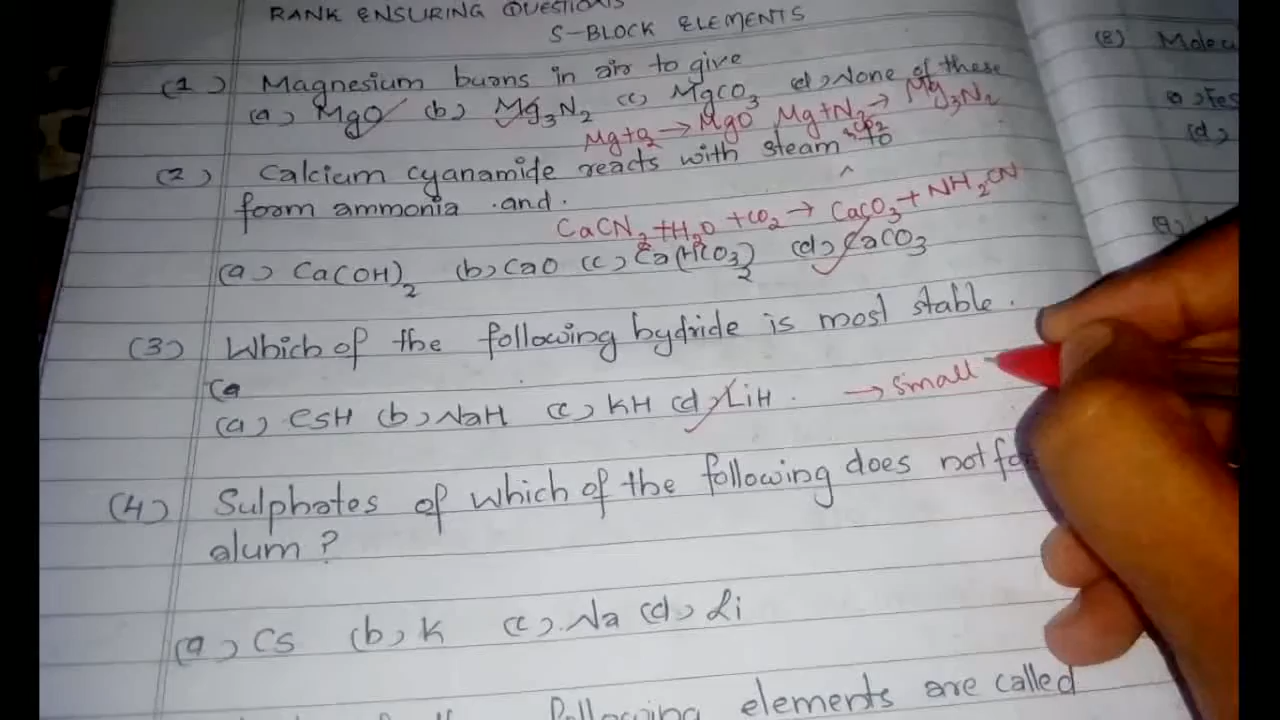 RANK ENSURING QUESTIONS
S-BLOCK ELEMENTS
(1) Magnesium burns in air to give
(a) MgO (b) Mg3N2 (c) MgCO3 (d) None of these
Mg+O2 → MgO Mg+N2 → Mg3N2
(2) Calcium cyanamide reacts with steam "CO2 to
form ammonia and.
CaCN2+H2O +CO2 → CaCO3+ NH2CN
(a) Ca(OH)2 (b) CaO (c) Ca(HCO3)2 (d) CaCO3
(3) Which of the following hydride is most stable.
(a
(a) CSH (b) NaH (c) KH (d) LiH. → Small
(4) Sulphates of which of the following does not fo
alum?
(a) CS (b) K (c) Na (d) Li
following elements are called
(8) Molecu
(d)